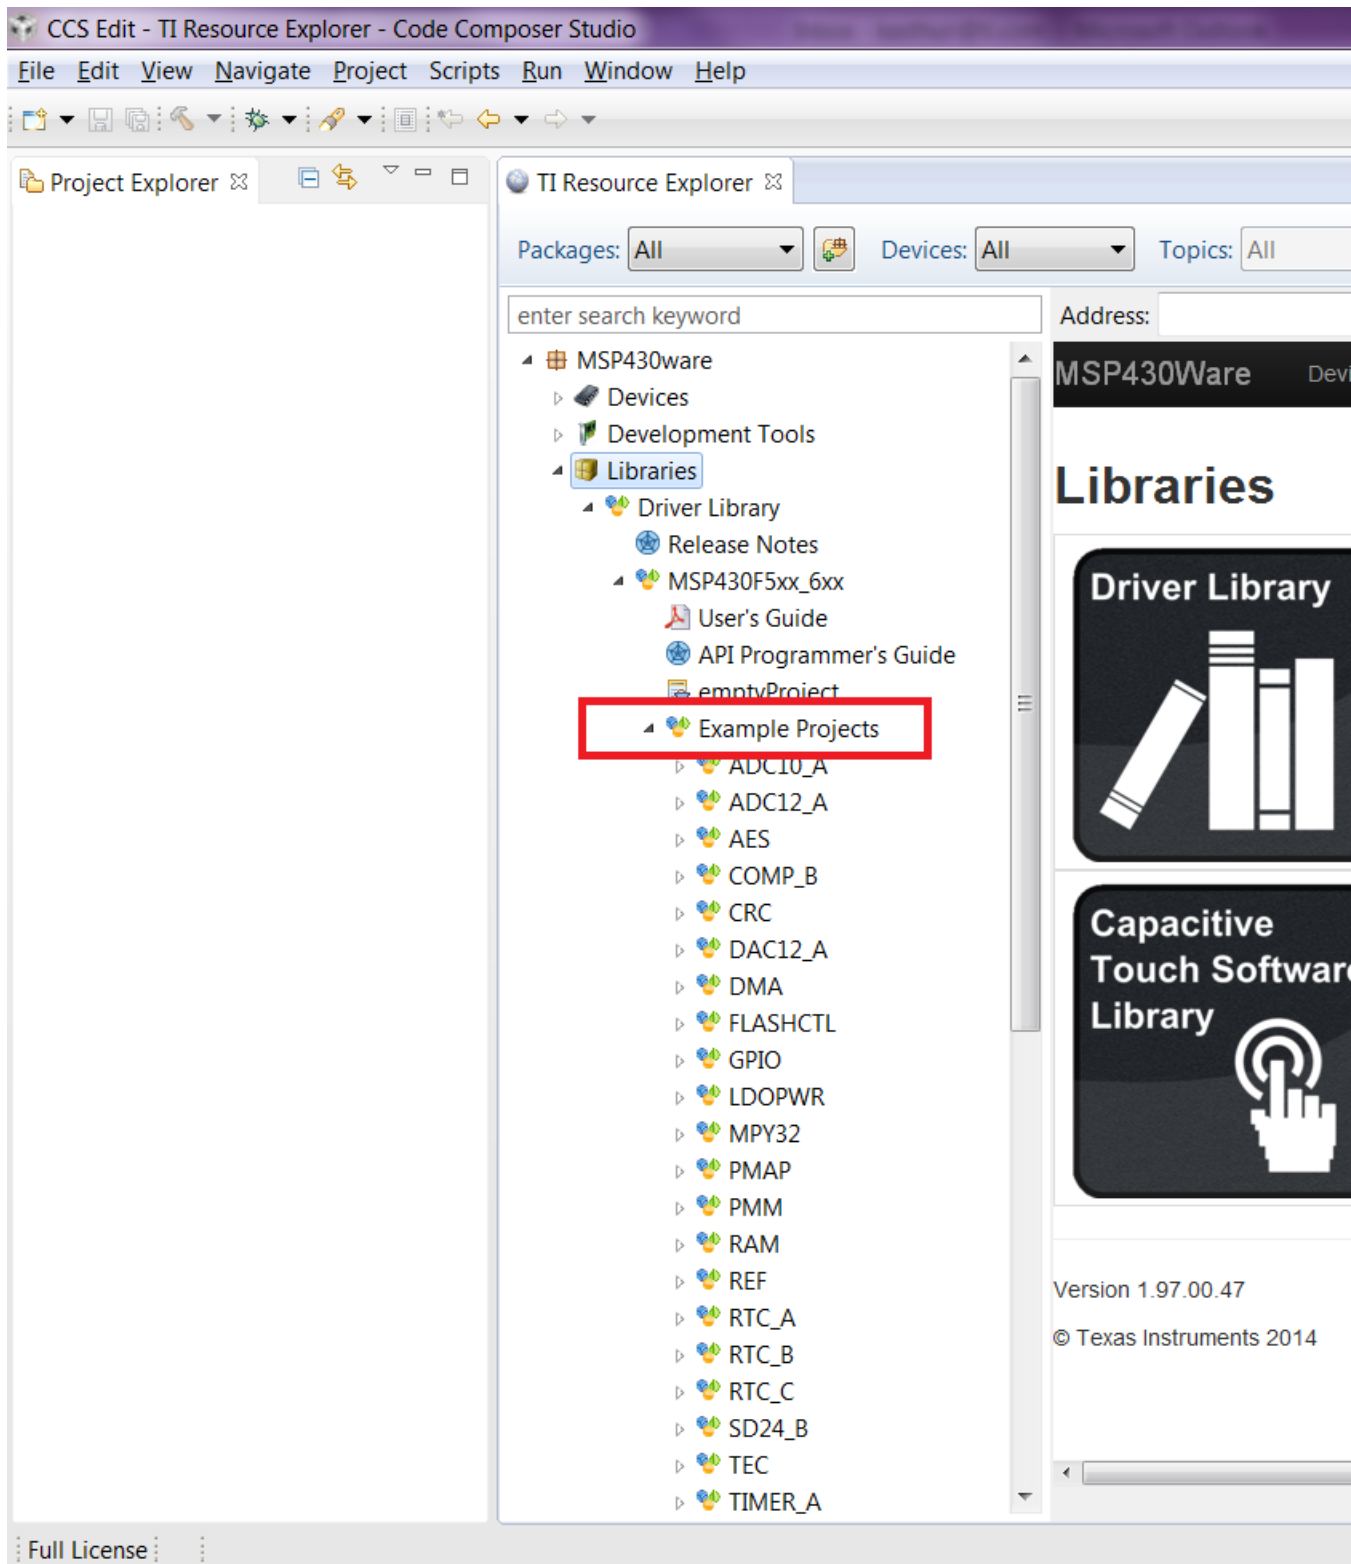 CCS Edit - TI Resource Explorer - Code Composer Studio
File Edit View Navigate Project Scripts Run Window Help
Project Explorer
TI Resource Explorer
Packages: All Devices: All Topics: All
enter search keyword
Address:
MSP430ware
Devices
Development Tools
Libraries
Driver Library
Release Notes
MSP430F5xx_6xx
User's Guide
API Programmer's Guide
emptyProject
Example Projects
ADC10_A
ADC12_A
AES
COMP_B
CRC
DAC12_A
DMA
FLASHCTL
GPIO
LDOPWR
MPY32
PMAP
PMM
RAM
REF
RTC_A
RTC_B
RTC_C
SD24_B
TEC
TIMER_A
MSP430Ware Devi
Libraries
Driver Library
Capacitive
Touch Software
Library
Version 1.97.00.47
© Texas Instruments 2014
Full License